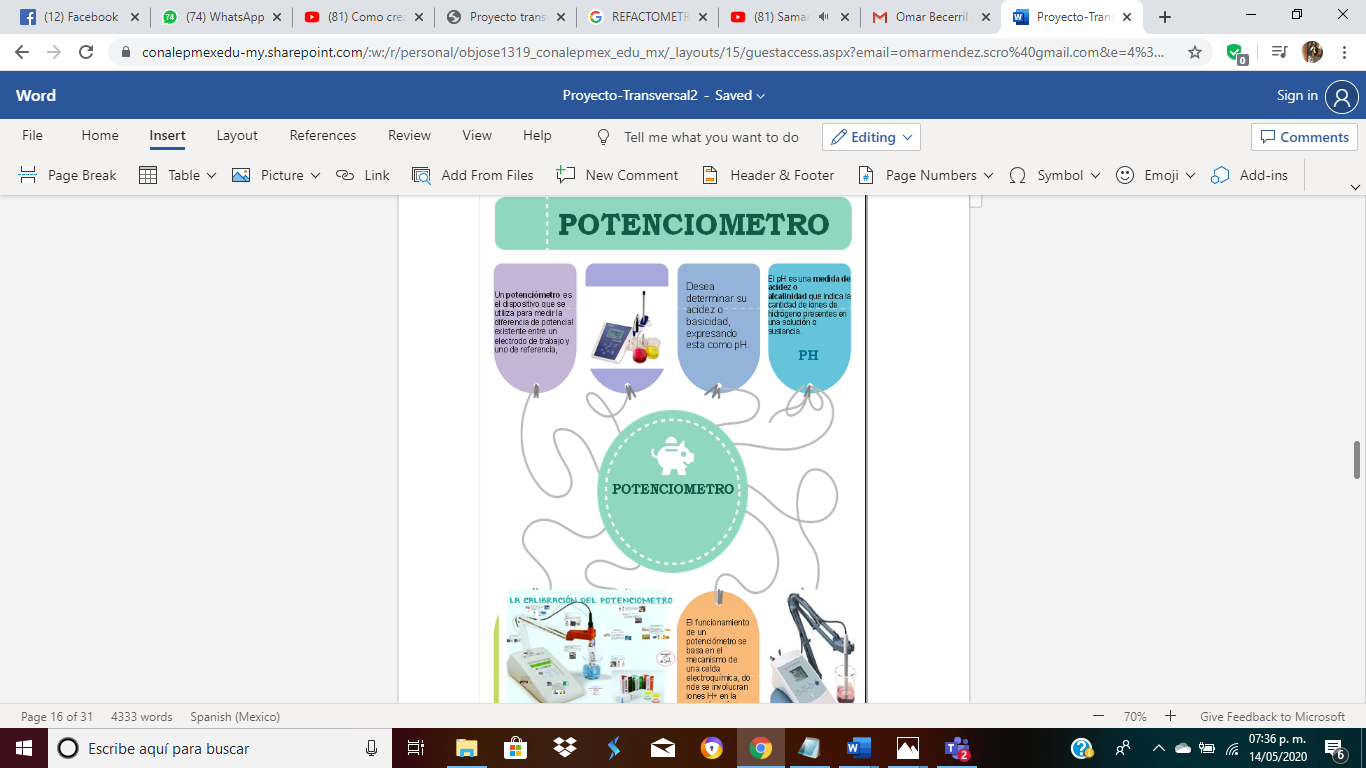 (12) Facebook
(74) WhatsApp
(81) Como cre
Proyecto trans
REFACTOMETR
(81) Samar
Omar Becerril
Proyecto-Trans
conalepmexedu-my.sharepoint.com/:w:/r/personal/objose1319_conalepmex_edu_mx/_layouts/15/guestaccess.aspx?email=omarmendez.scro%40gmail.com&e=4%3...
0
Word
Proyecto-Transversal2 - Saved
Sign in
File Home Insert Layout References Review View Help
Tell me what you want to do
Editing
Comments
Page Break Table Picture Link Add From Files New Comment Header & Footer Page Numbers Symbol Emoji Add-ins
POTENCIOMETRO
Un potenciómetro es
el dispositivo que se
utiliza para medir la
diferencia de potencial
existente entre un
electrodo de trabajo y
uno de referencia,
Desea
determinar su
acidez o
basicidad,
expresando
esta como pH.
El pH es una medida de
acidez o
alcalinidad que indica la
cantidad de iones de
hidrógeno presentes en
una solución o
sustancia.
PH
POTENCIOMETRO
LA CALIBRACIÓN DEL POTENCIOMETRO
El funcionamiento
de un
potenciómetro se
basa en el
mecanismo de
una celda
electroquímica, do
nde se involucran
iones H+ en la
Page 16 of 31 4333 words Spanish (Mexico)
70% Give Feedback to Microsoft
Escribe aquí para buscar
2
07:36 p. m.
14/05/2020
6